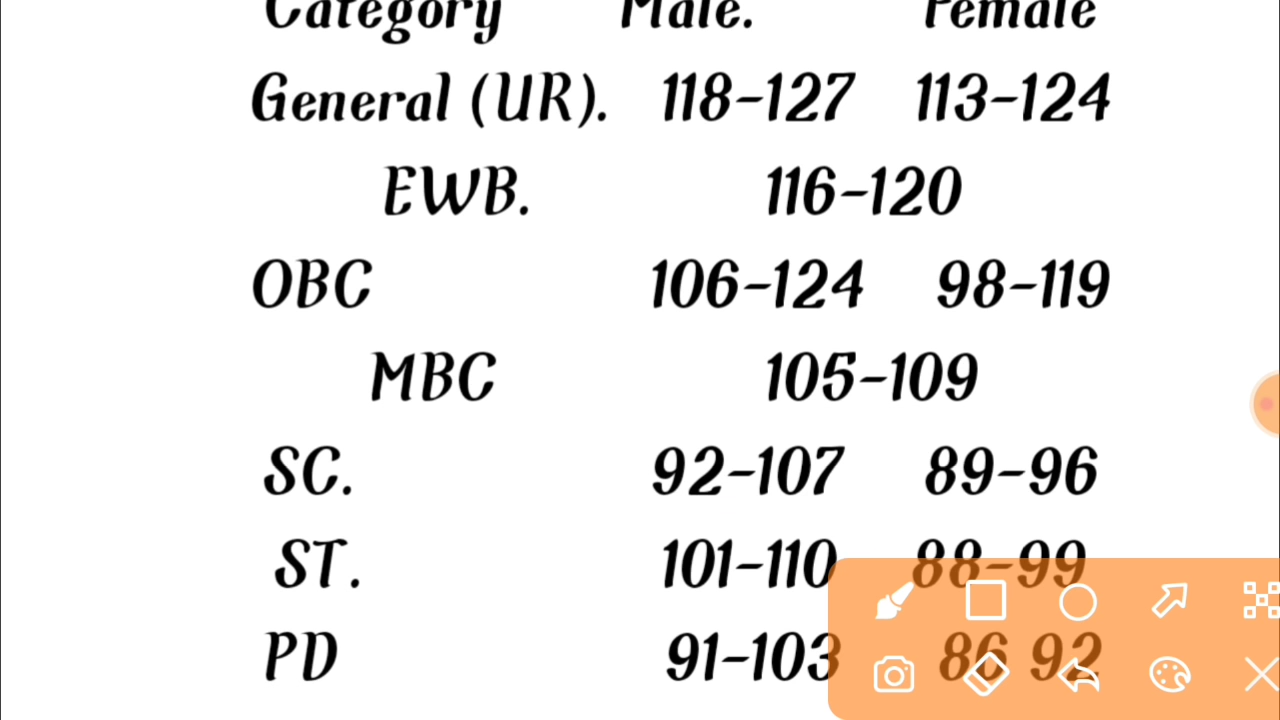 Category Male. Female
General (UR). 118-127 113-124
EWB. 116-120
OBC 106-124 98-119
MBC 105-109
SC. 92-107 89-96
ST. 101-110 88-99
PD 91-103 86 92